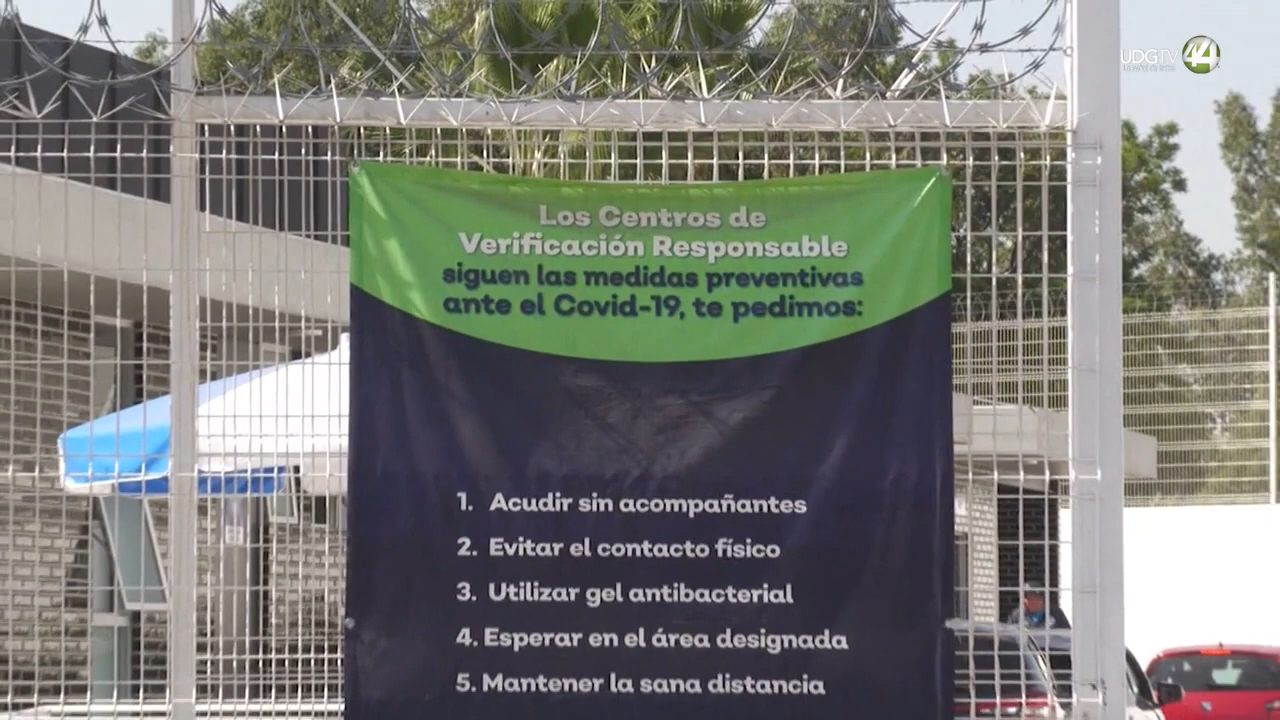 UDGTV 44
Los Centros de
Verificación Responsable
siguen las medidas preventivas
ante el Covid-19, te pedimos:
1. Acudir sin acompañantes
2. Evitar el contacto físico
3. Utilizar gel antibacterial
4. Esperar en el área designada
5. Mantener la sana distancia